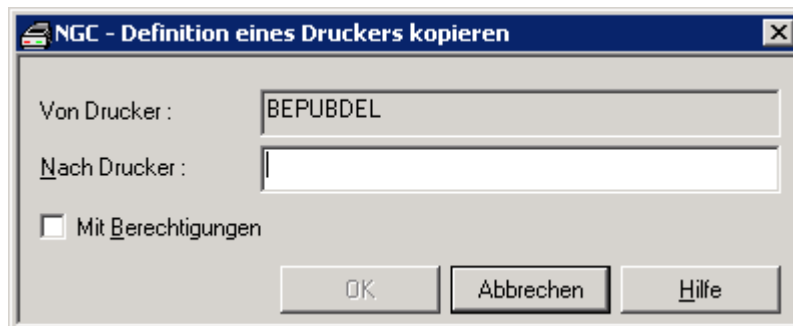 NGC - Definition eines Druckers kopieren
Von Drucker : BEPUBDEL
Nach Drucker :
Mit Berechtigungen
OK Abbrechen Hilfe